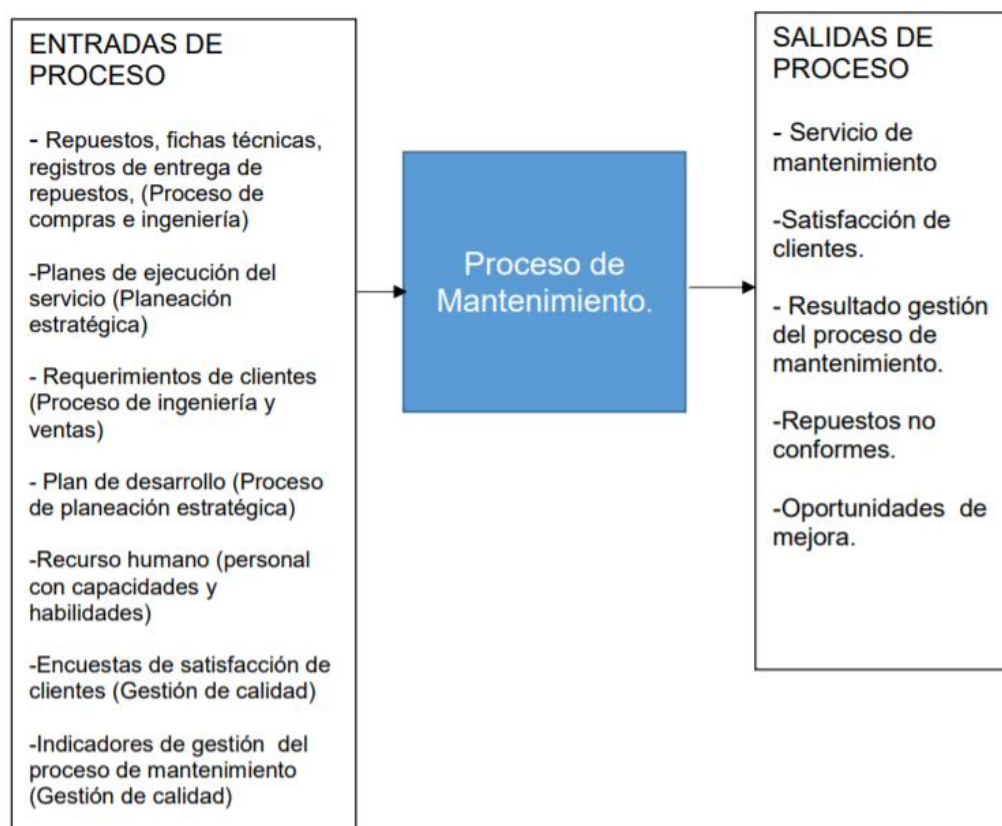 ENTRADAS DE
PROCESO
- Repuestos, fichas técnicas,
registros de entrega de
repuestos, (Proceso de
compras e ingeniería)
-Planes de ejecución del
servicio (Planeación
estratégica)
- Requerimientos de clientes
(Proceso de ingeniería y
ventas)
- Plan de desarrollo (Proceso
de planeación estratégica)
-Recurso humano (personal
con capacidades y
habilidades)
-Encuestas de satisfacción de
clientes (Gestión de calidad)
-Indicadores de gestión  del
proceso de mantenimiento
(Gestión de calidad)
Proceso de
Mantenimiento.
SALIDAS DE
PROCESO
- Servicio de
mantenimiento
-Satisfacción de
clientes.
- Resultado gestión
del proceso de
mantenimiento.
-Repuestos no
conformes.
-Oportunidades  de
mejora.